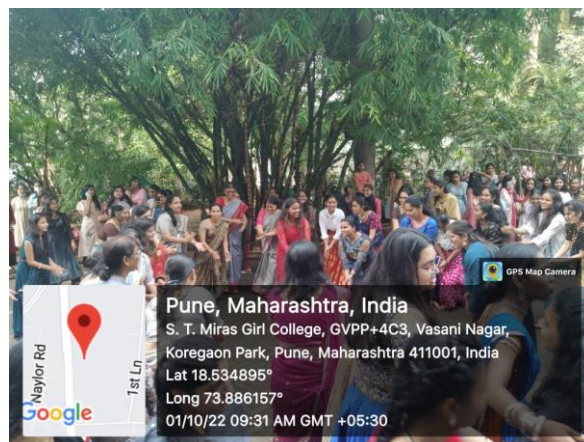 GPS Map Camera
Pune, Maharashtra, India
S. T. Miras Girl College, GVPP+4C3, Vasani Nagar,
Koregaon Park, Pune, Maharashtra 411001, India
Lat 18.534895°
Long 73.886157°
01/10/22 09:31 AM GMT +05:30
Naylor Rd
1st Ln
Google